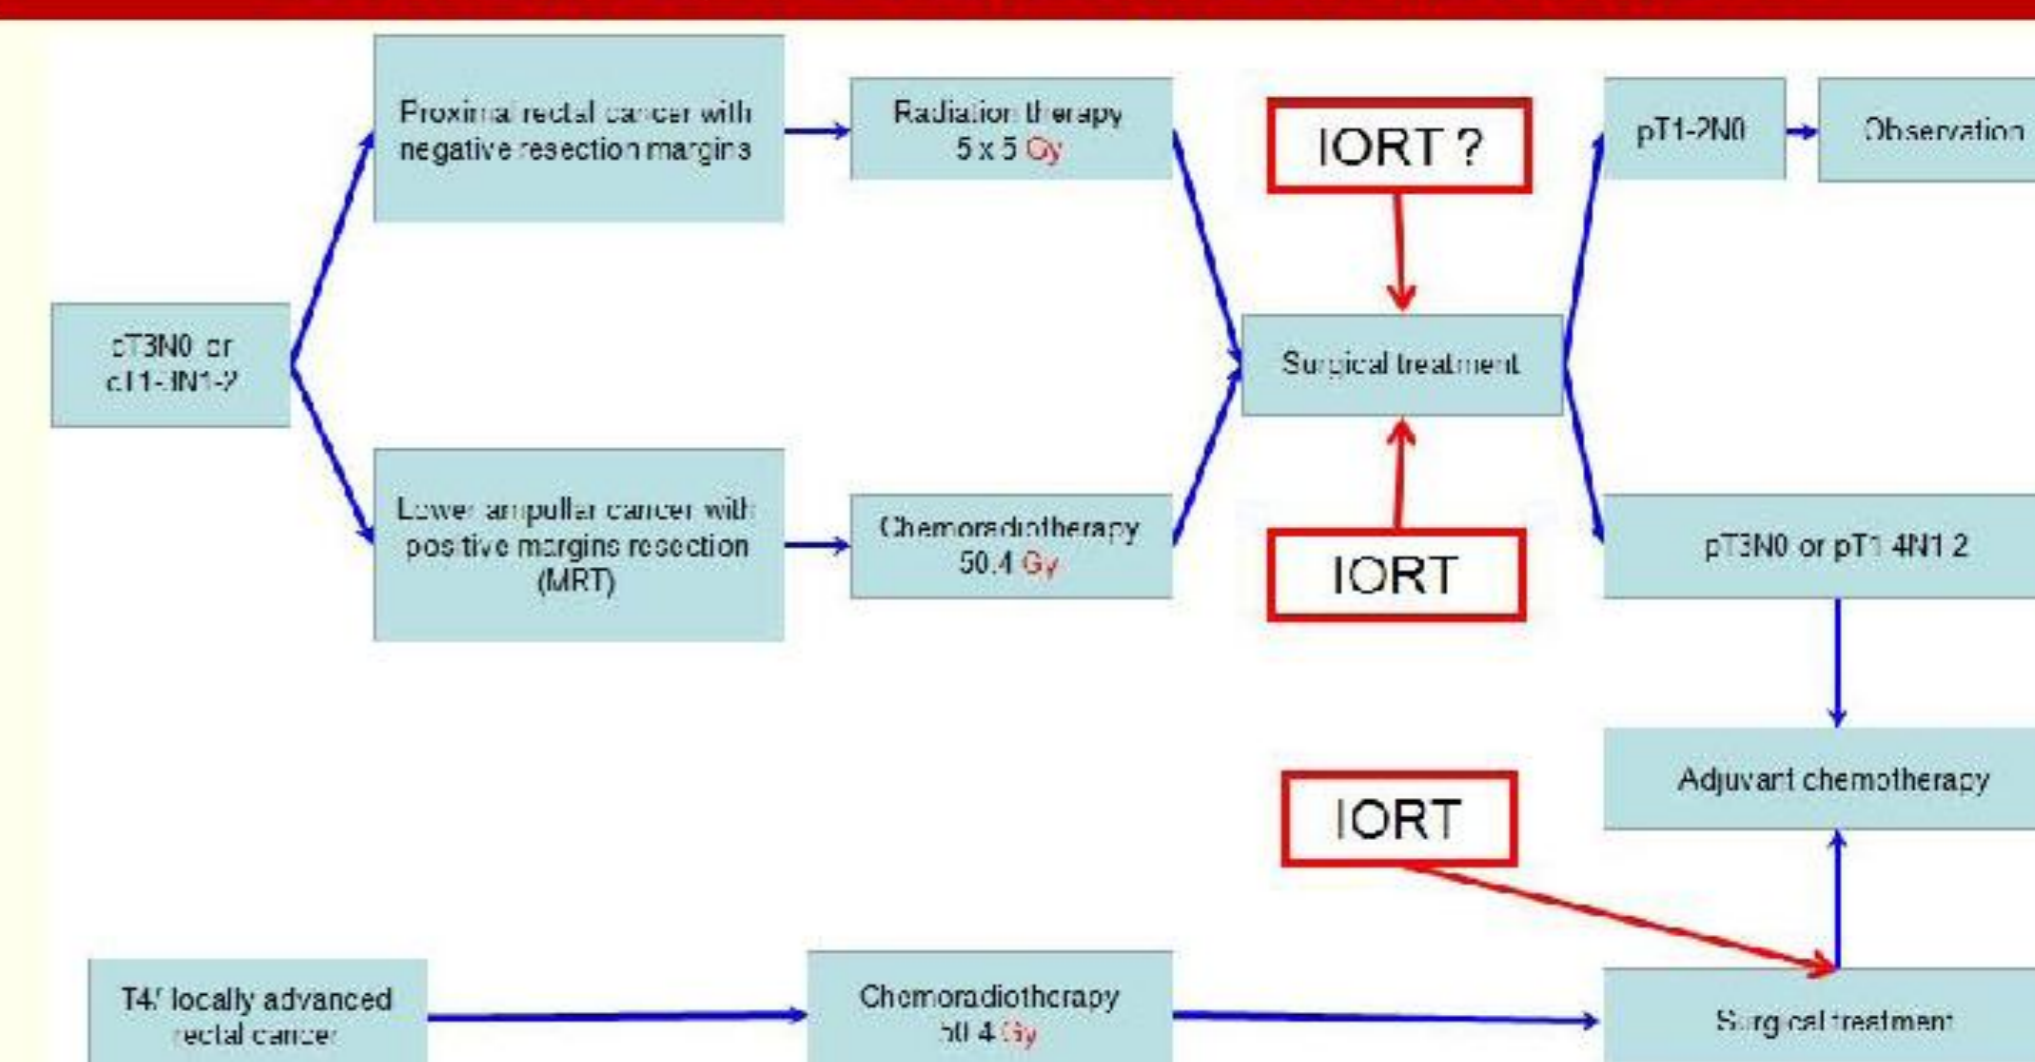 Proximal rectal cancer with
negative resection margins
Radiation therapy
5 x 5 Gy
IORT ?
pT1-2N0
Observation
cT3N0 or
cT1-3N1-2
Surgical treatment
Lower ampullar cancer with
positive margins resection
(MRT)
Chemoradiotherapy
50.4 Gy
IORT
pT3N0 or pT1-4N1-2
Adjuvant chemotherapy
IORT
T4/ locally advanced
rectal cancer
Chemoradiotherapy
50.4 Gy
Surgical treatment